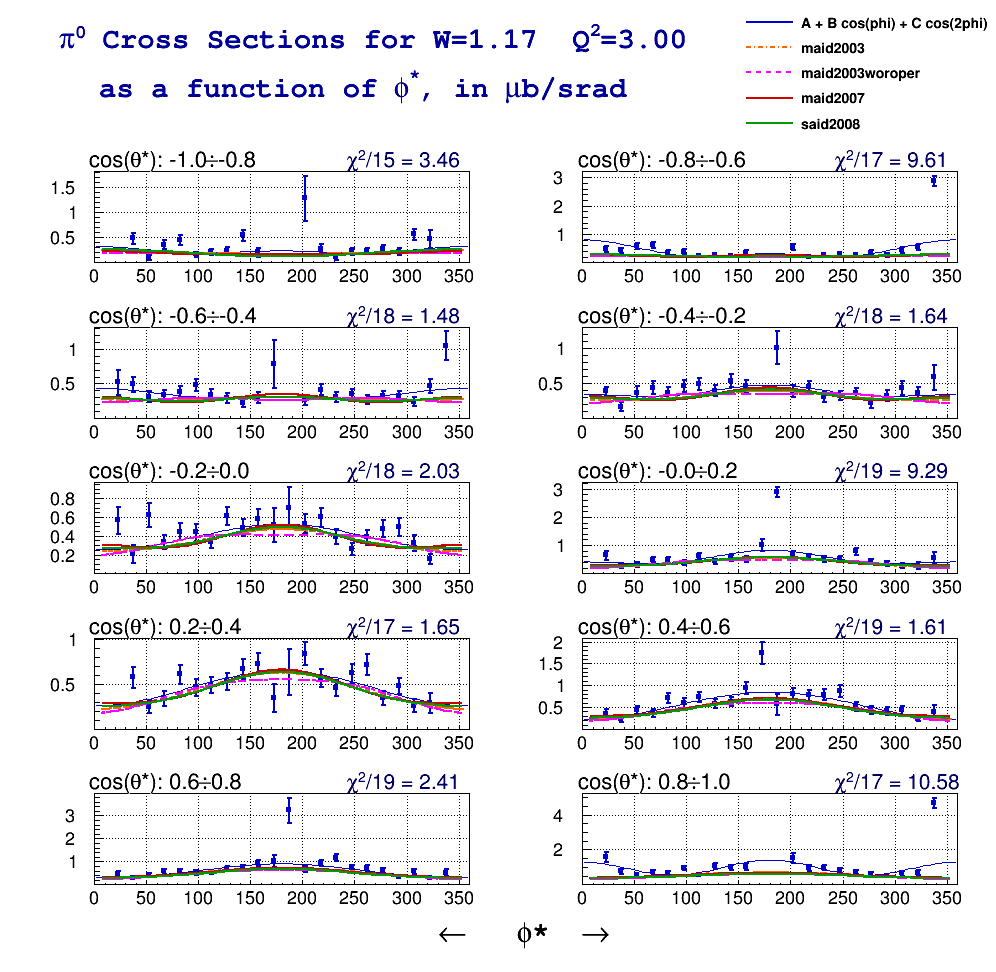 π⁰ Cross Sections for W=1.17 Q²=3.00
as a function of ϕ*, in μb/srad
A + B cos(phi) + C cos(2phi)
maid2003
maid2003woroper
maid2007
said2008
cos(θ*): -1.0÷-0.8 χ²/15 = 3.46
1.5
1
0.5
0 50 100 150 200 250 300 350
cos(θ*): -0.8÷-0.6 χ²/17 = 9.61
3
2
1
0 50 100 150 200 250 300 350
cos(θ*): -0.6÷-0.4 χ²/18 = 1.48
1
0.5
0 50 100 150 200 250 300 350
cos(θ*): -0.4÷-0.2 χ²/18 = 1.64
1
0.5
0 50 100 150 200 250 300 350
cos(θ*): -0.2÷0.0 χ²/18 = 2.03
0.8
0.6
0.4
0.2
0 50 100 150 200 250 300 350
cos(θ*): -0.0÷0.2 χ²/19 = 9.29
3
2
1
0 50 100 150 200 250 300 350
cos(θ*): 0.2÷0.4 χ²/17 = 1.65
1
0.5
0 50 100 150 200 250 300 350
cos(θ*): 0.4÷0.6 χ²/19 = 1.61
2
1.5
1
0.5
0 50 100 150 200 250 300 350
cos(θ*): 0.6÷0.8 χ²/19 = 2.41
3
2
1
0 50 100 150 200 250 300 350
cos(θ*): 0.8÷1.0 χ²/17 = 10.58
4
2
0 50 100 150 200 250 300 350
← ϕ* →